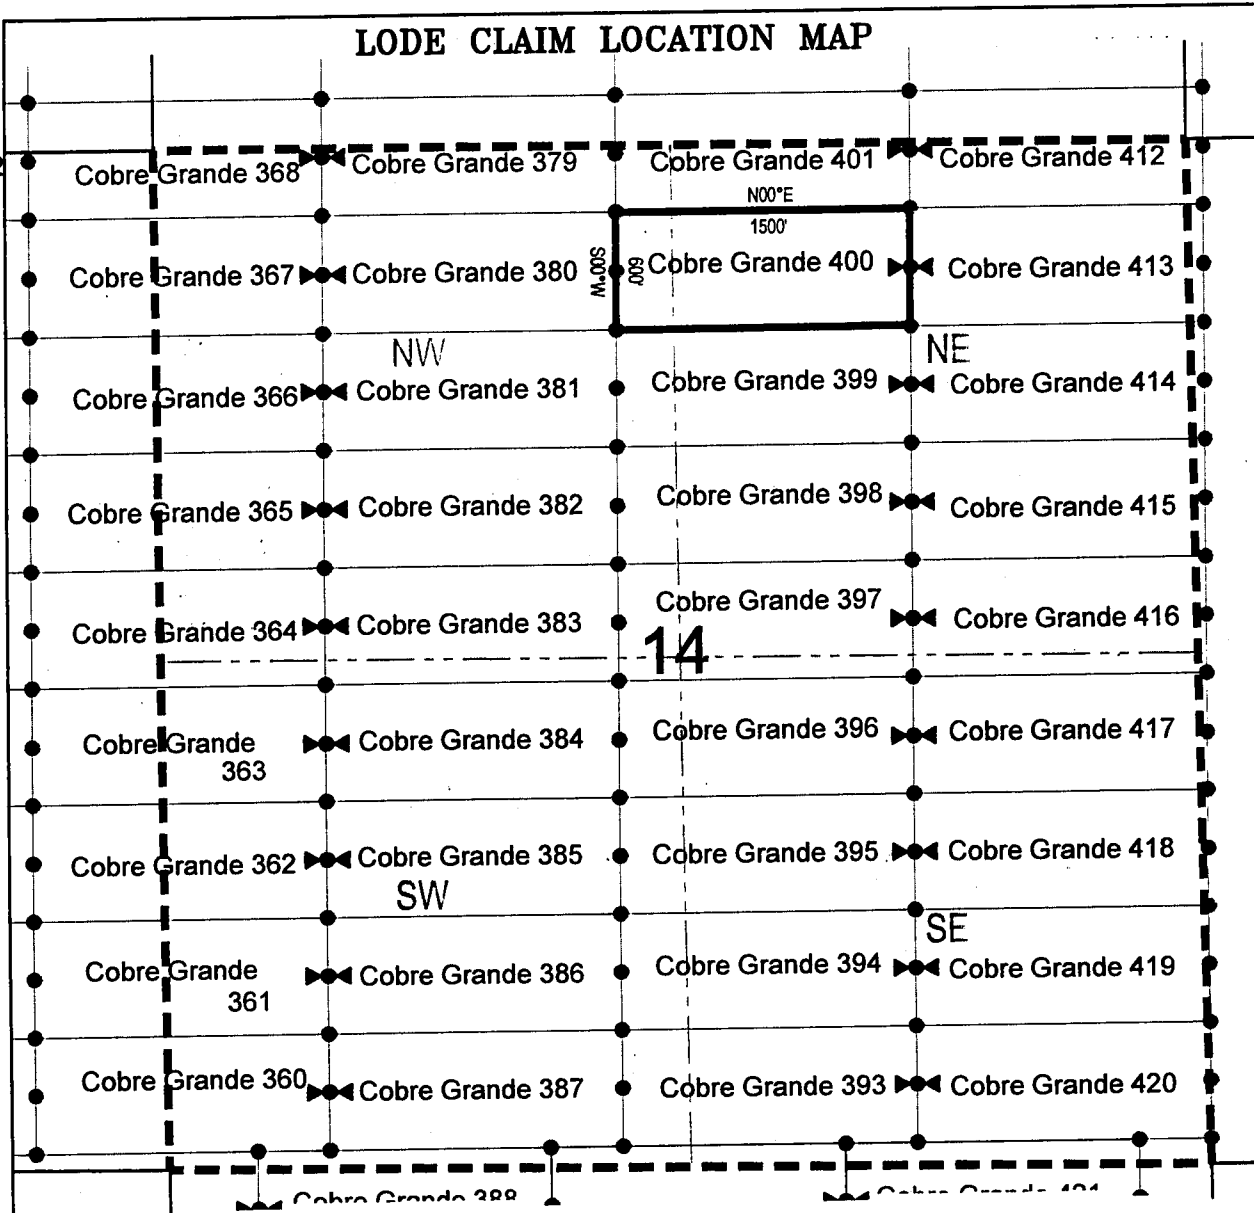 LODE CLAIM LOCATION MAP
Cobre Grande 368
Cobre Grande 379
Cobre Grande 401
Cobre Grande 412
N00°E
1500'
S00°W
600'
Cobre Grande 367
Cobre Grande 380
Cobre Grande 400
Cobre Grande 413
NW
NE
Cobre Grande 366
Cobre Grande 381
Cobre Grande 399
Cobre Grande 414
Cobre Grande 365
Cobre Grande 382
Cobre Grande 398
Cobre Grande 415
Cobre Grande 364
Cobre Grande 383
Cobre Grande 397
Cobre Grande 416
14
Cobre Grande
363
Cobre Grande 384
Cobre Grande 396
Cobre Grande 417
Cobre Grande 362
Cobre Grande 385
Cobre Grande 395
Cobre Grande 418
SW
SE
Cobre Grande
361
Cobre Grande 386
Cobre Grande 394
Cobre Grande 419
Cobre Grande 360
Cobre Grande 387
Cobre Grande 393
Cobre Grande 420
Cobre Grande 388
Cobre Grande 421